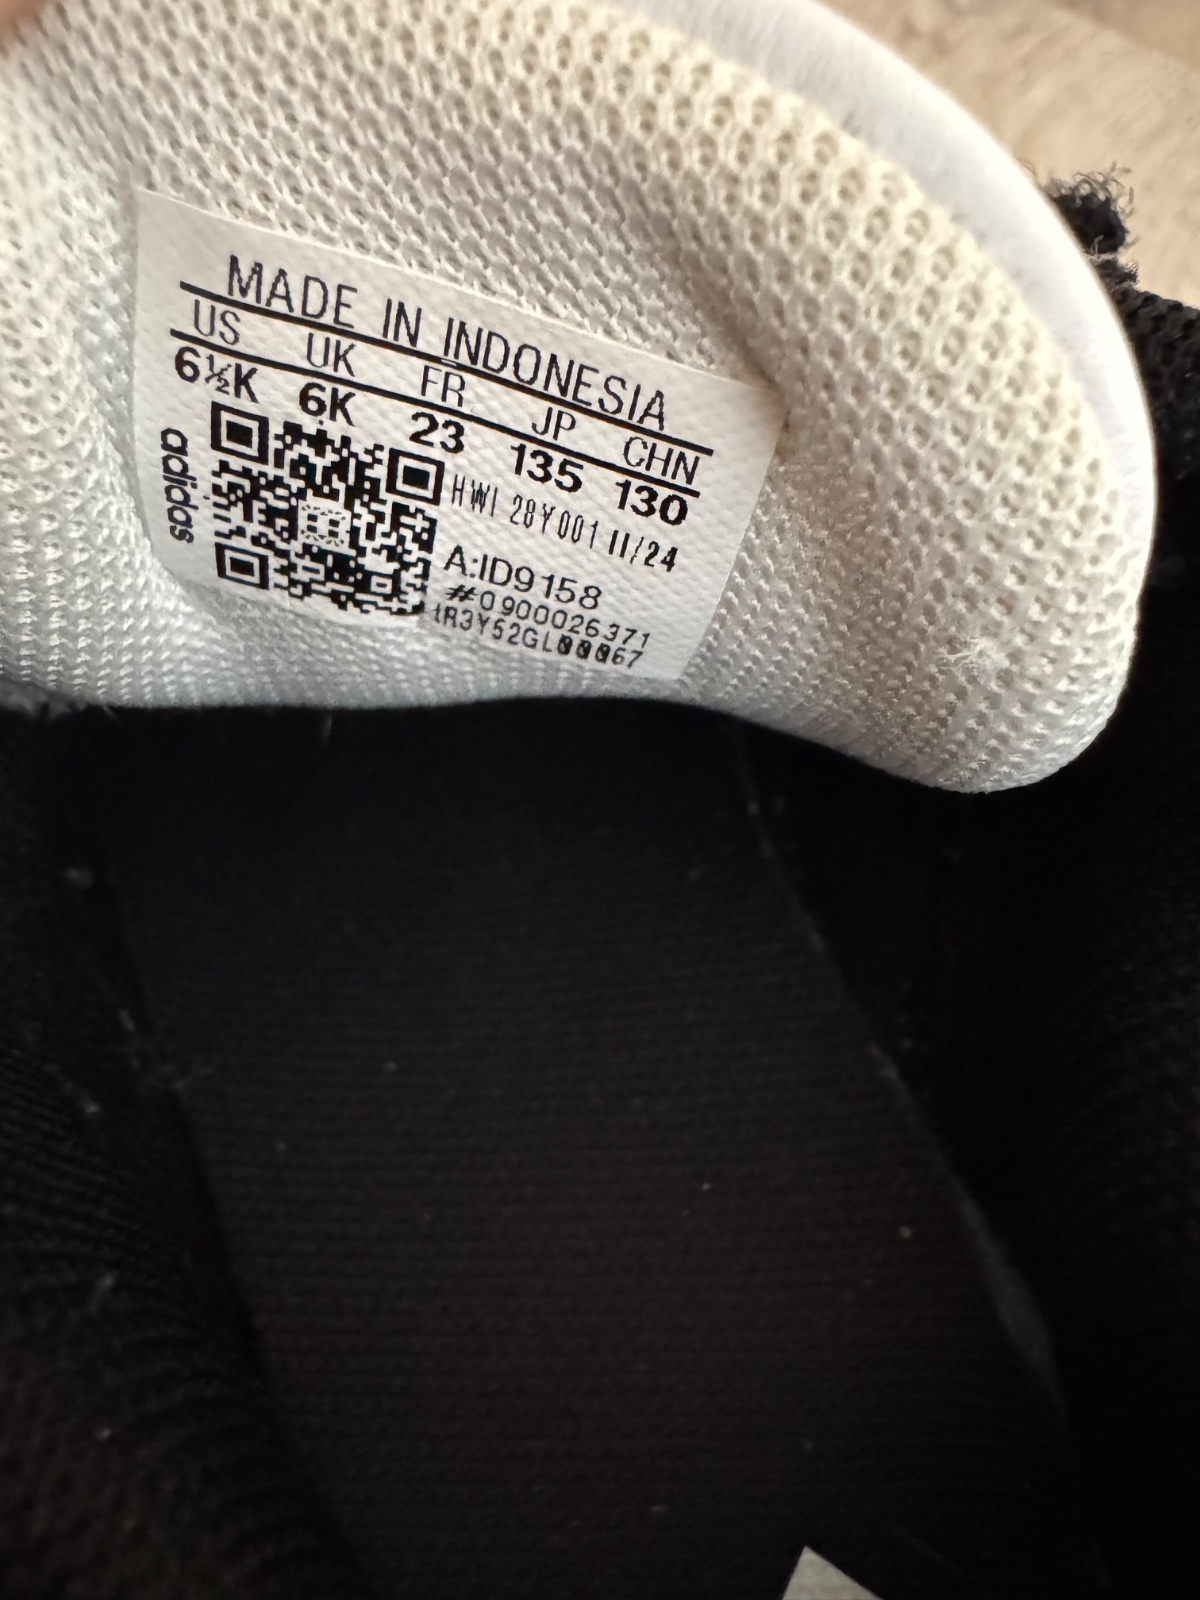 MADE IN INDONESIA
US UK FR JP CHN
6½K 6K 23 135 130
adidas
HWI 28Y001 11/24
A:ID9158
#0900026371
tR3Y52GL00067